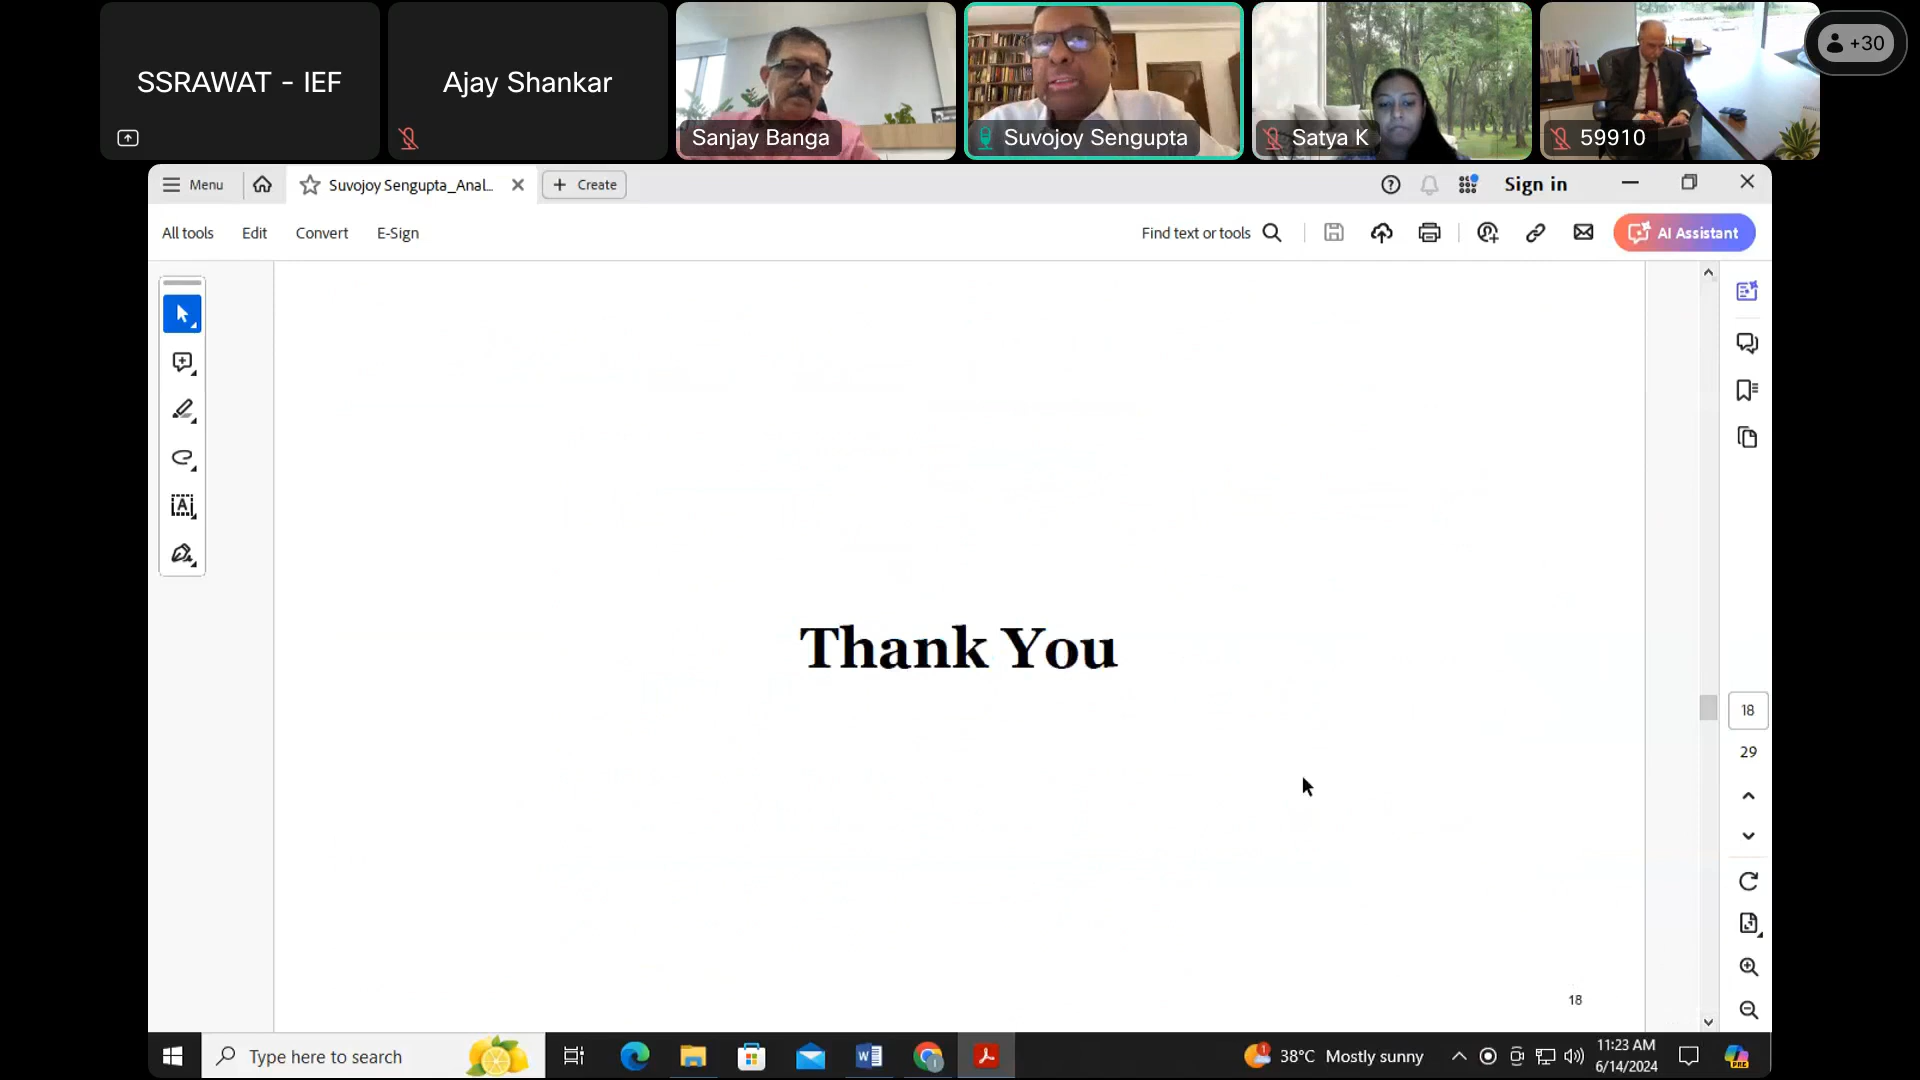 SSRAWAT - IEF
Ajay Shankar
Sanjay Banga
Suvojoy Sengupta
Satya K
59910
+30
Menu
Suvojoy Sengupta_Anal...
Create
Sign in
All tools
Edit
Convert
E-Sign
Find text or tools
AI Assistant
Thank You
18
29
18
Type here to search
38°C Mostly sunny
11:23 AM
6/14/2024